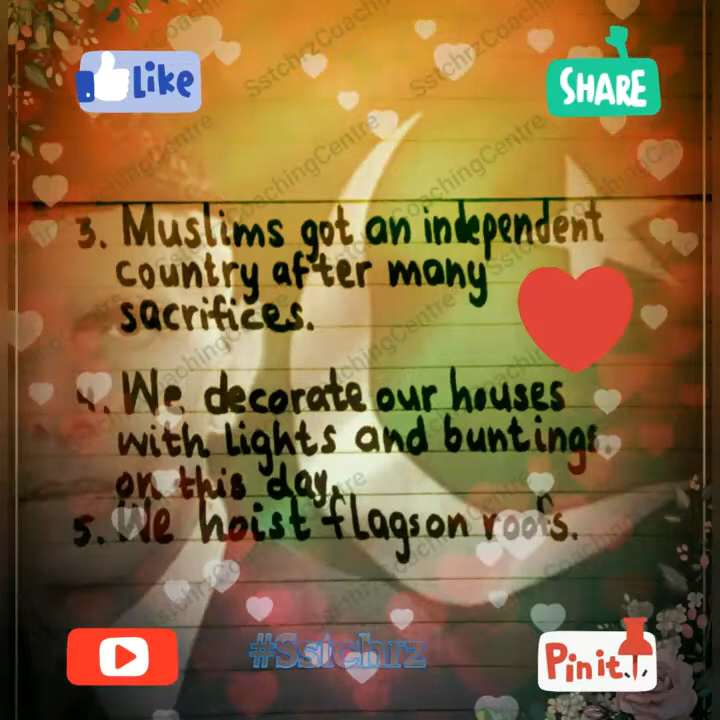 Like
SHARE
SstchrzCoachingCentre
3. Muslims got an independent
country after many
sacrifices.
4. We decorate our houses
with lights and buntings
on this day.
5. We hoist flags on roofs.
#Sstchrz
Pin it